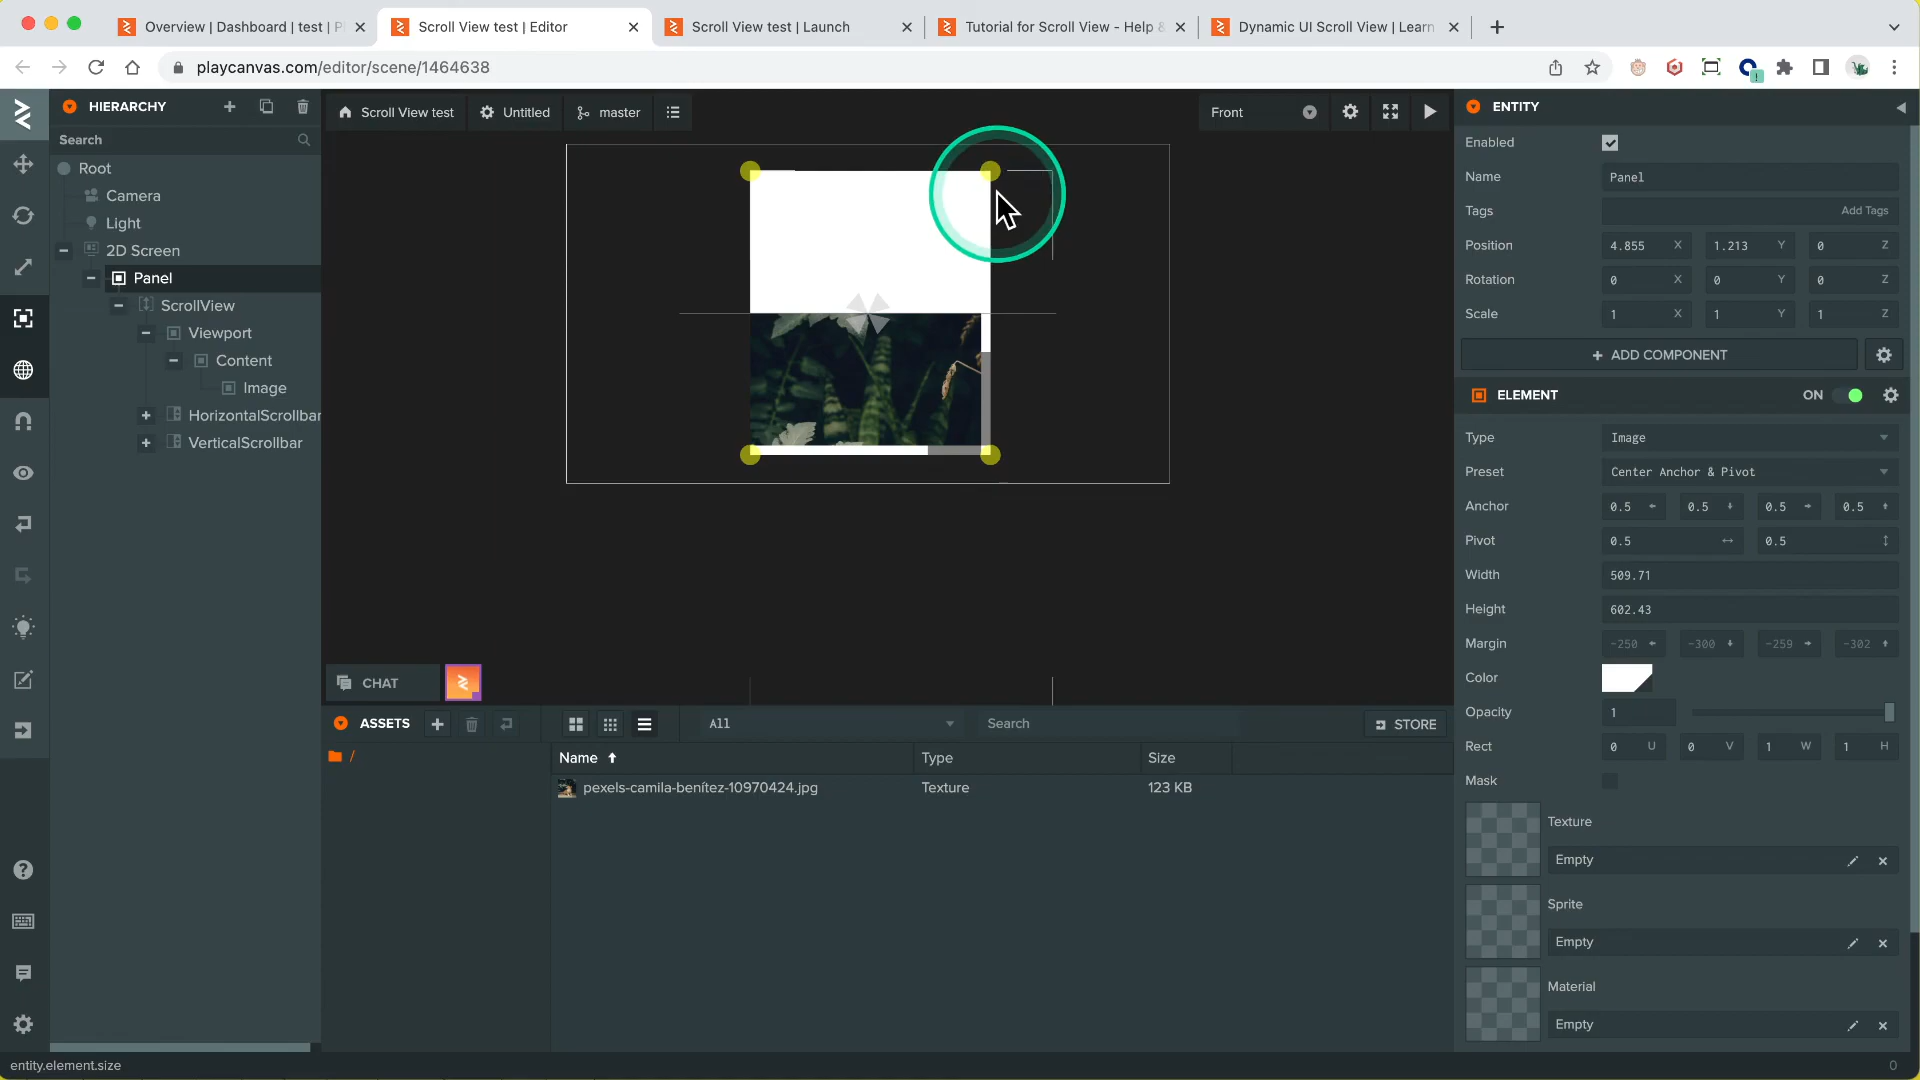 Overview | Dashboard | test | P
Scroll View test | Editor
Scroll View test | Launch
Tutorial for Scroll View - Help &
Dynamic UI Scroll View | Learn
playcanvas.com/editor/scene/1464638
HIERARCHY
Search
Root
Camera
Light
2D Screen
Panel
ScrollView
Viewport
Content
Image
HorizontalScrollbar
VerticalScrollbar
Scroll View test
Untitled
master
Front
CHAT
ASSETS
All
Search
STORE
/
Name
Type
Size
pexels-camila-benítez-10970424.jpg
Texture
123 KB
ENTITY
Enabled
Name Panel
Tags Add Tags
Position 4.855 X 1.213 Y 0 Z
Rotation 0 X 0 Y 0 Z
Scale 1 X 1 Y 1 Z
+ ADD COMPONENT
ELEMENT ON
Type Image
Preset Center Anchor & Pivot
Anchor 0.5 0.5 0.5 0.5
Pivot 0.5 0.5
Width 509.71
Height 602.43
Margin -250 -300 -259 -302
Color
Opacity 1
Rect 0 U 0 V 1 W 1 H
Mask
Texture
Empty
Sprite
Empty
Material
Empty
entity.element.size
0